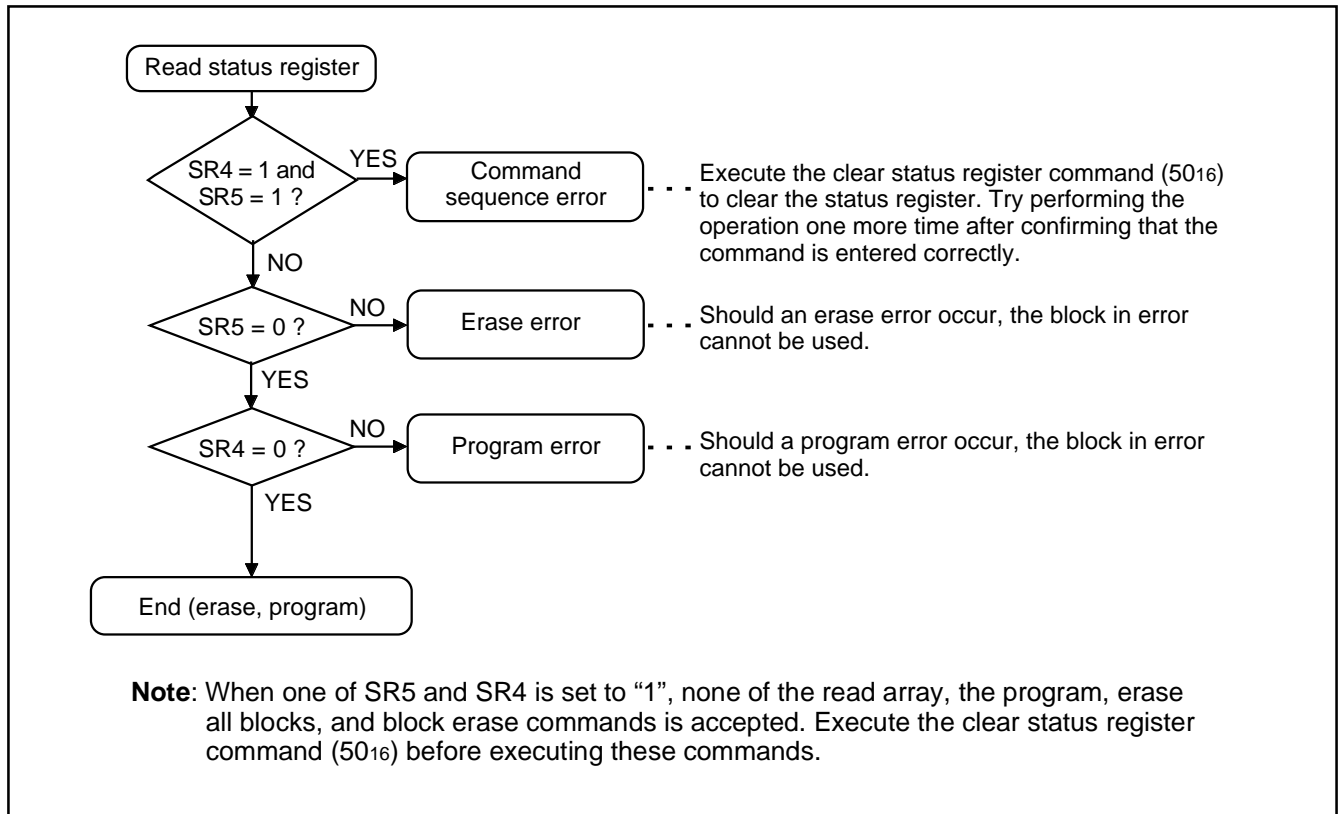 Read status register
SR4 = 1 and
SR5 = 1 ?
YES
Command
sequence error
Execute the clear status register command (5016)
to clear the status register. Try performing the
operation one more time after confirming that the
command is entered correctly.
NO
SR5 = 0 ?
NO
Erase error
Should an erase error occur, the block in error
cannot be used.
YES
SR4 = 0 ?
NO
Program error
Should a program error occur, the block in error
cannot be used.
YES
End (erase, program)
Note: When one of SR5 and SR4 is set to “1”, none of the read array, the program, erase
all blocks, and block erase commands is accepted. Execute the clear status register
command (5016) before executing these commands.